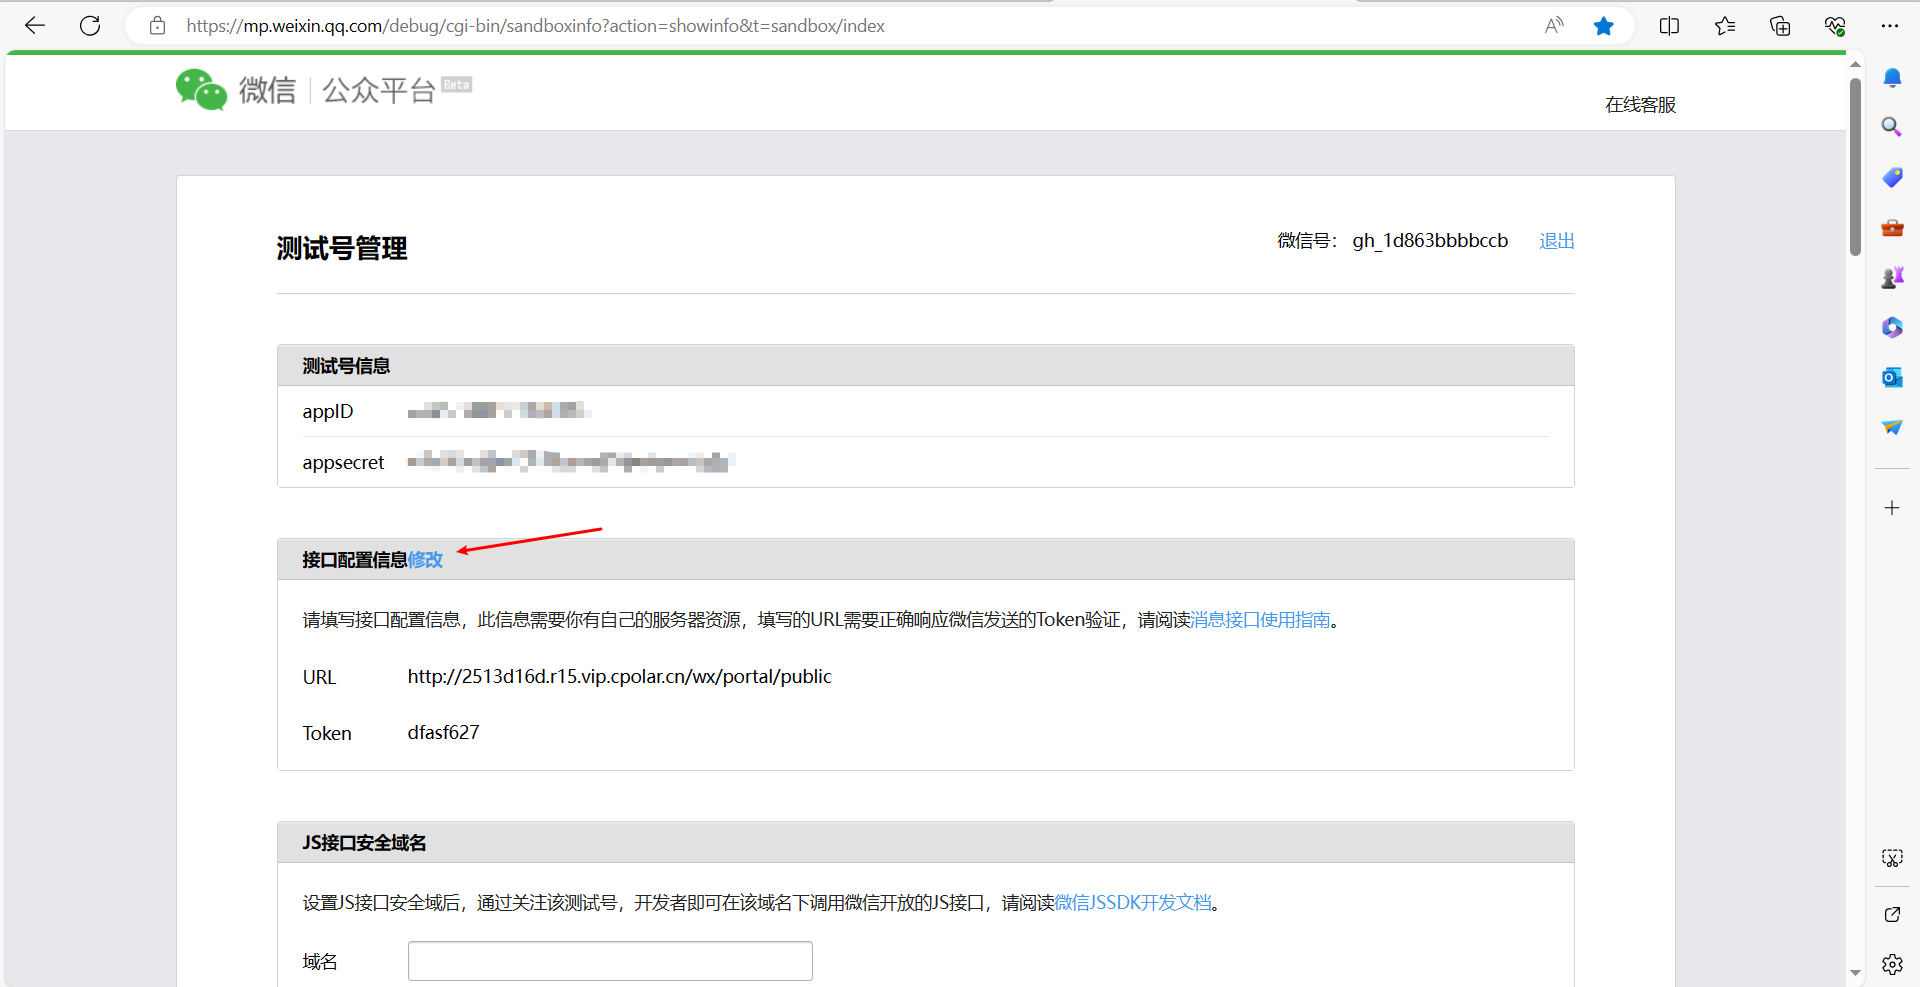 https://mp.weixin.qq.com/debug/cgi-bin/sandboxinfo?action=showinfo&t=sandbox/index
微信 | 公众平台 Beta
在线客服
测试号管理
微信号： gh_1d863bbbbccb 退出
测试号信息
appID
appsecret
接口配置信息修改
请填写接口配置信息，此信息需要你有自己的服务器资源，填写的URL需要正确响应微信发送的Token验证，请阅读消息接口使用指南。
URL http://2513d16d.r15.vip.cpolar.cn/wx/portal/public
Token dfasf627
JS接口安全域名
设置JS接口安全域后，通过关注该测试号，开发者即可在该域名下调用微信开放的JS接口，请阅读微信JSSDK开发文档。
域名